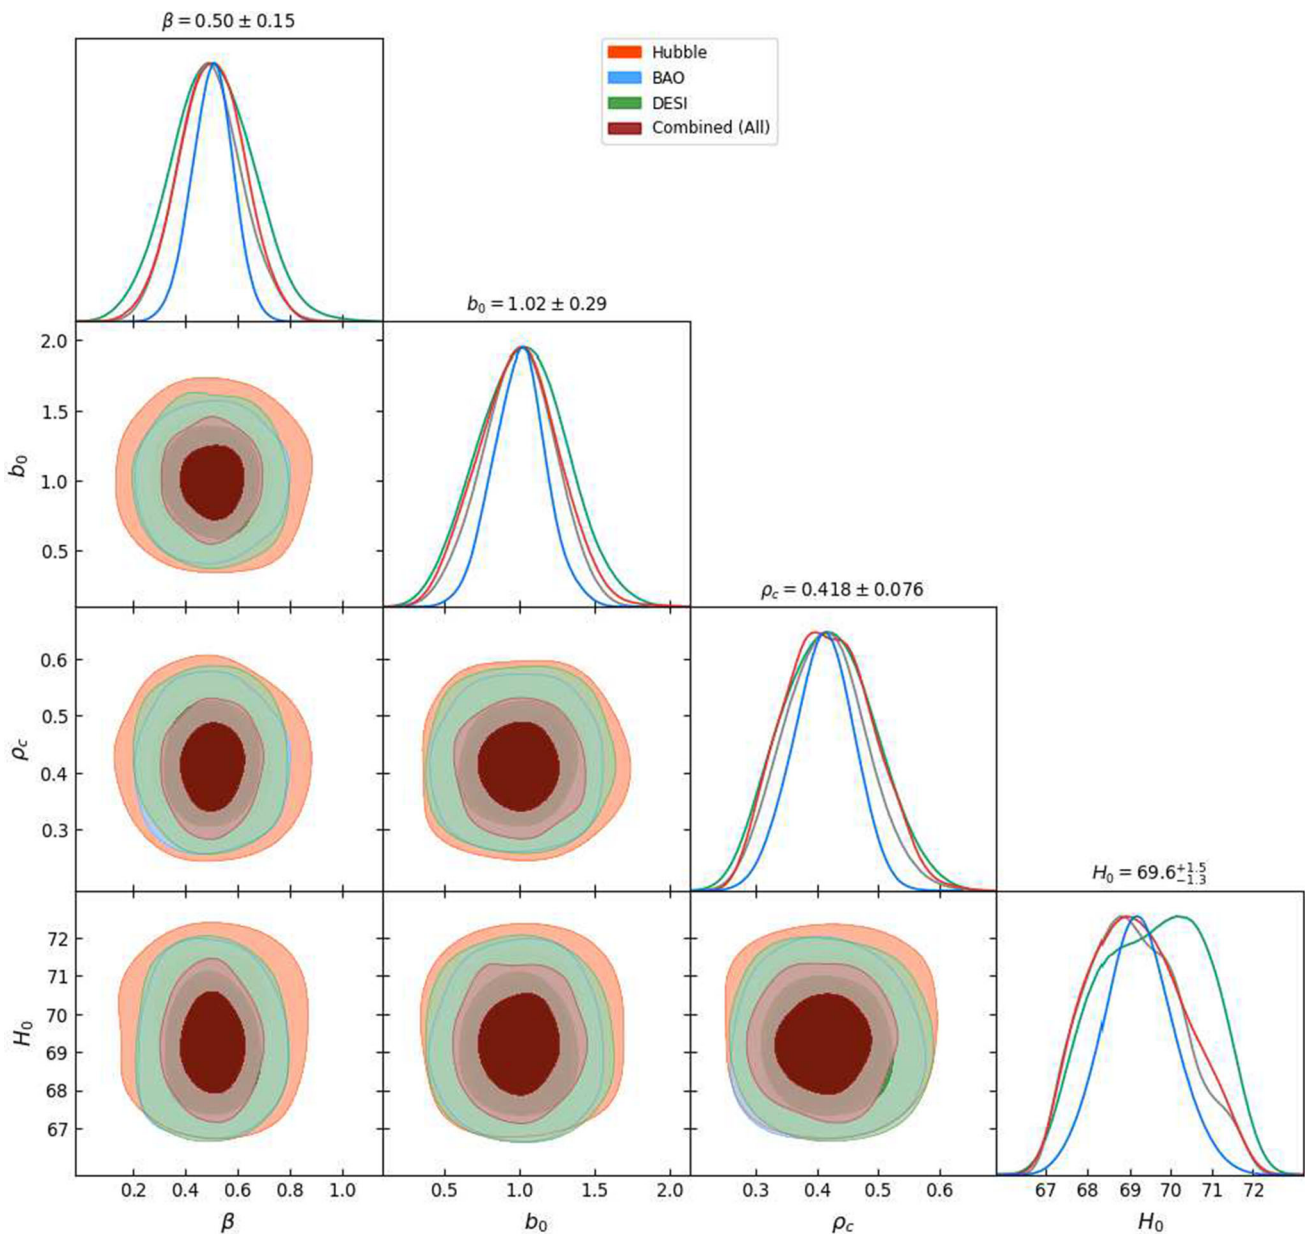 β = 0.50 ± 0.15
Hubble
BAO
DESI
Combined (All)
b₀ = 1.02 ± 0.29
2.0
1.5
1.0
0.5
b₀
ρ_c = 0.418 ± 0.076
0.6
0.5
0.4
0.3
ρ_c
H₀ = 69.6⁺¹·⁵₋₁.₃
72
71
70
69
68
67
H₀
0.2 0.4 0.6 0.8 1.0
0.5 1.0 1.5 2.0
0.3 0.4 0.5 0.6
67 68 69 70 71 72
β
b₀
ρ_c
H₀